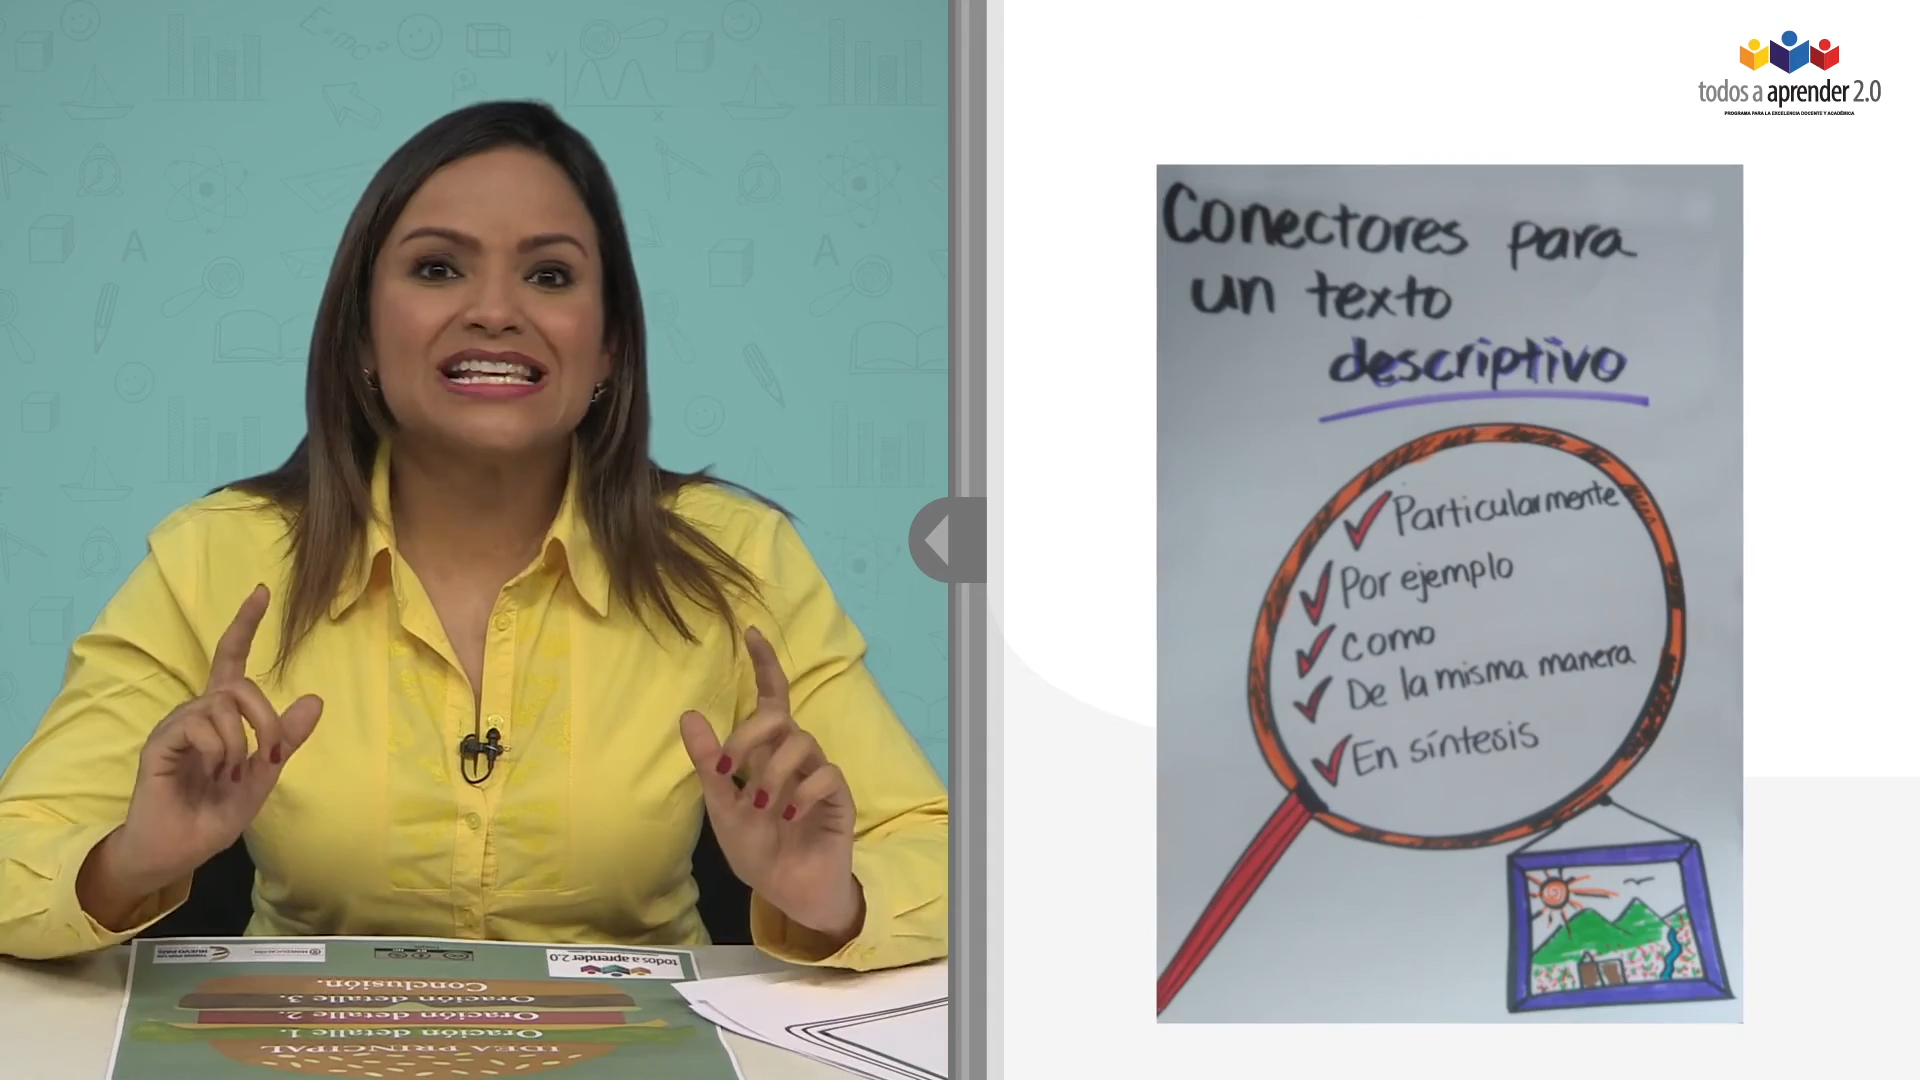 todos a aprender 2.0
PROGRAMA PARA LA EXCELENCIA DOCENTE Y ACADÉMICA
Conectores para
un texto
descriptivo
Particularmente
Por ejemplo
Como
De la misma manera
En síntesis
E=mc²
A
A
y
x
todos a aprender 2.0
Conclusión.
Oración detalle 3.
Oración detalle 2.
Oración detalle 1.
IDEA PRINCIPAL